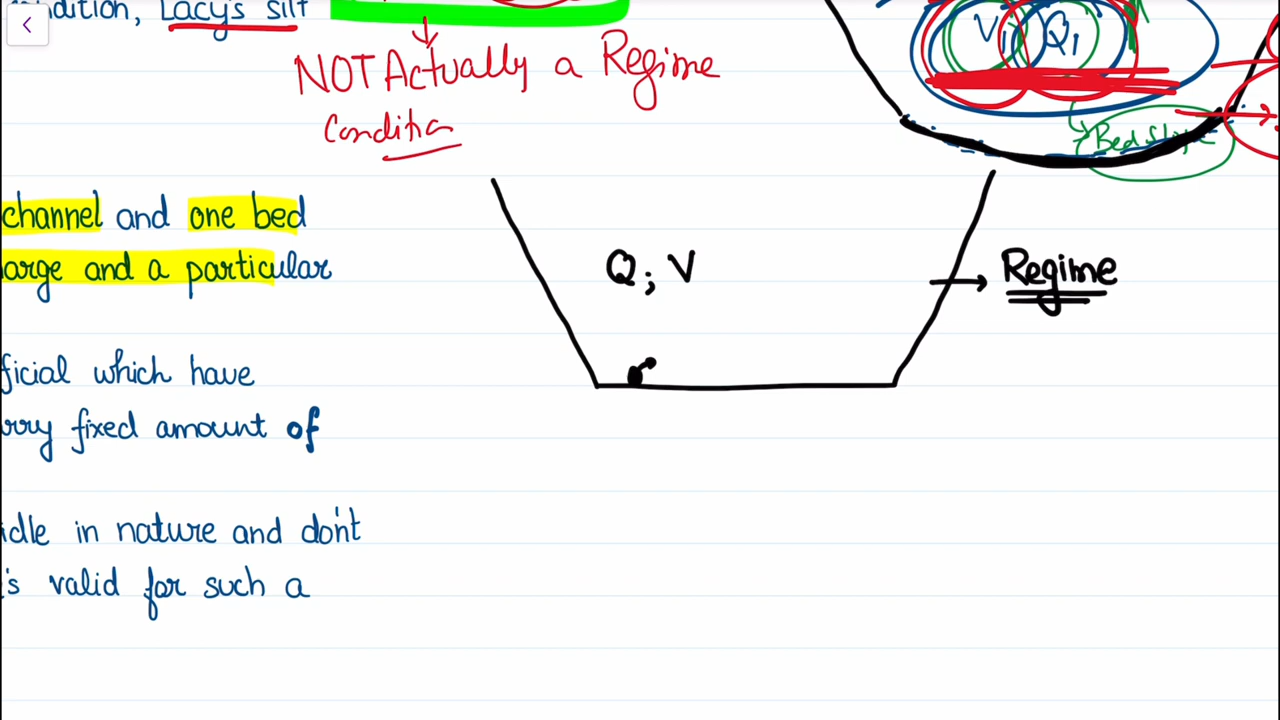 ndition, Lacy's silt
NOT Actually a Regime
Condition
V1 Q1
Bed Slope
channel and one bed
arge and a particular
Q; V
Regime
ficial which have
rry fixed amount of
idle in nature and don't
's valid for such a